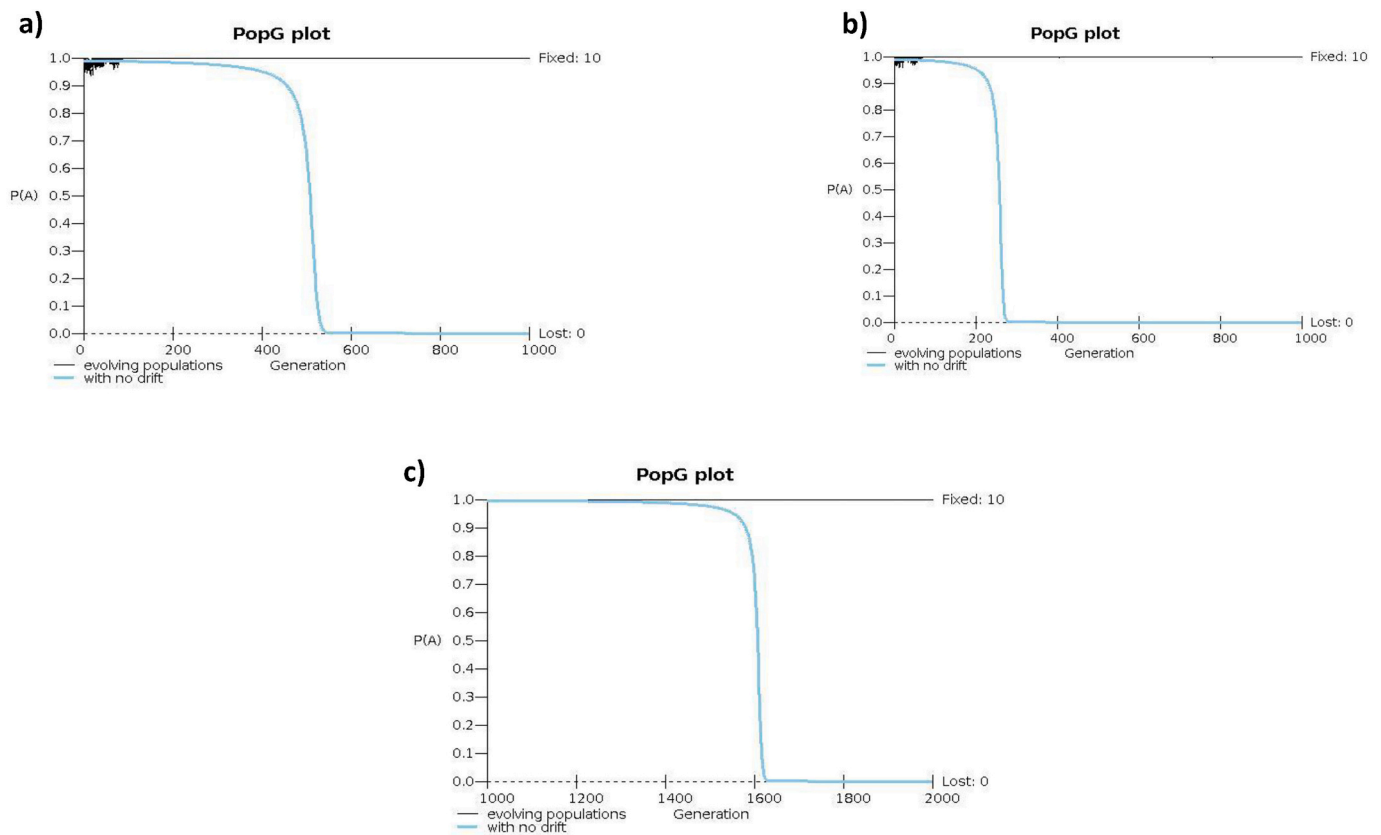 a)
PopG plot
1.0 Fixed: 10
0.9
0.8
0.7
0.6
P(A) 0.5
0.4
0.3
0.2
0.1
0.0 Lost: 0
0 200 400 600 800 1000
evolving populations Generation
with no drift
b)
PopG plot
1.0 Fixed: 10
0.9
0.8
0.7
0.6
P(A) 0.5
0.4
0.3
0.2
0.1
0.0 Lost: 0
0 200 400 600 800 1000
evolving populations Generation
with no drift
c)
PopG plot
1.0 Fixed: 10
0.9
0.8
0.7
0.6
P(A) 0.5
0.4
0.3
0.2
0.1
0.0 Lost: 0
1000 1200 1400 1600 1800 2000
evolving populations Generation
with no drift